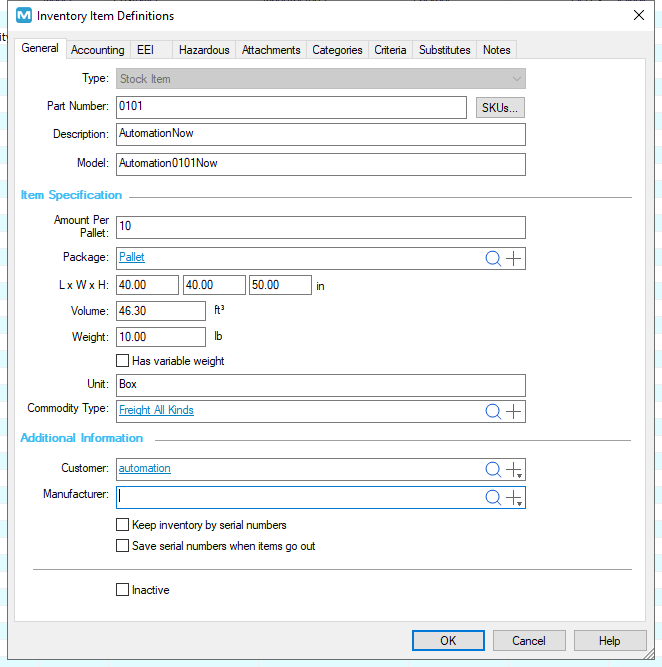 Inventory Item Definitions
General Accounting EEI Hazardous Attachments Categories Criteria Substitutes Notes
Type: Stock Item
Part Number: 0101 SKUs...
Description: AutomationNow
Model: Automation0101Now
Item Specification
Amount Per
Pallet: 10
Package: Pallet
L x W x H: 40.00 40.00 50.00 in
Volume: 46.30 ft³
Weight: 10.00 lb
Has variable weight
Unit: Box
Commodity Type: Freight All Kinds
Additional Information
Customer: automation
Manufacturer:
Keep inventory by serial numbers
Save serial numbers when items go out
Inactive
OK Cancel Help